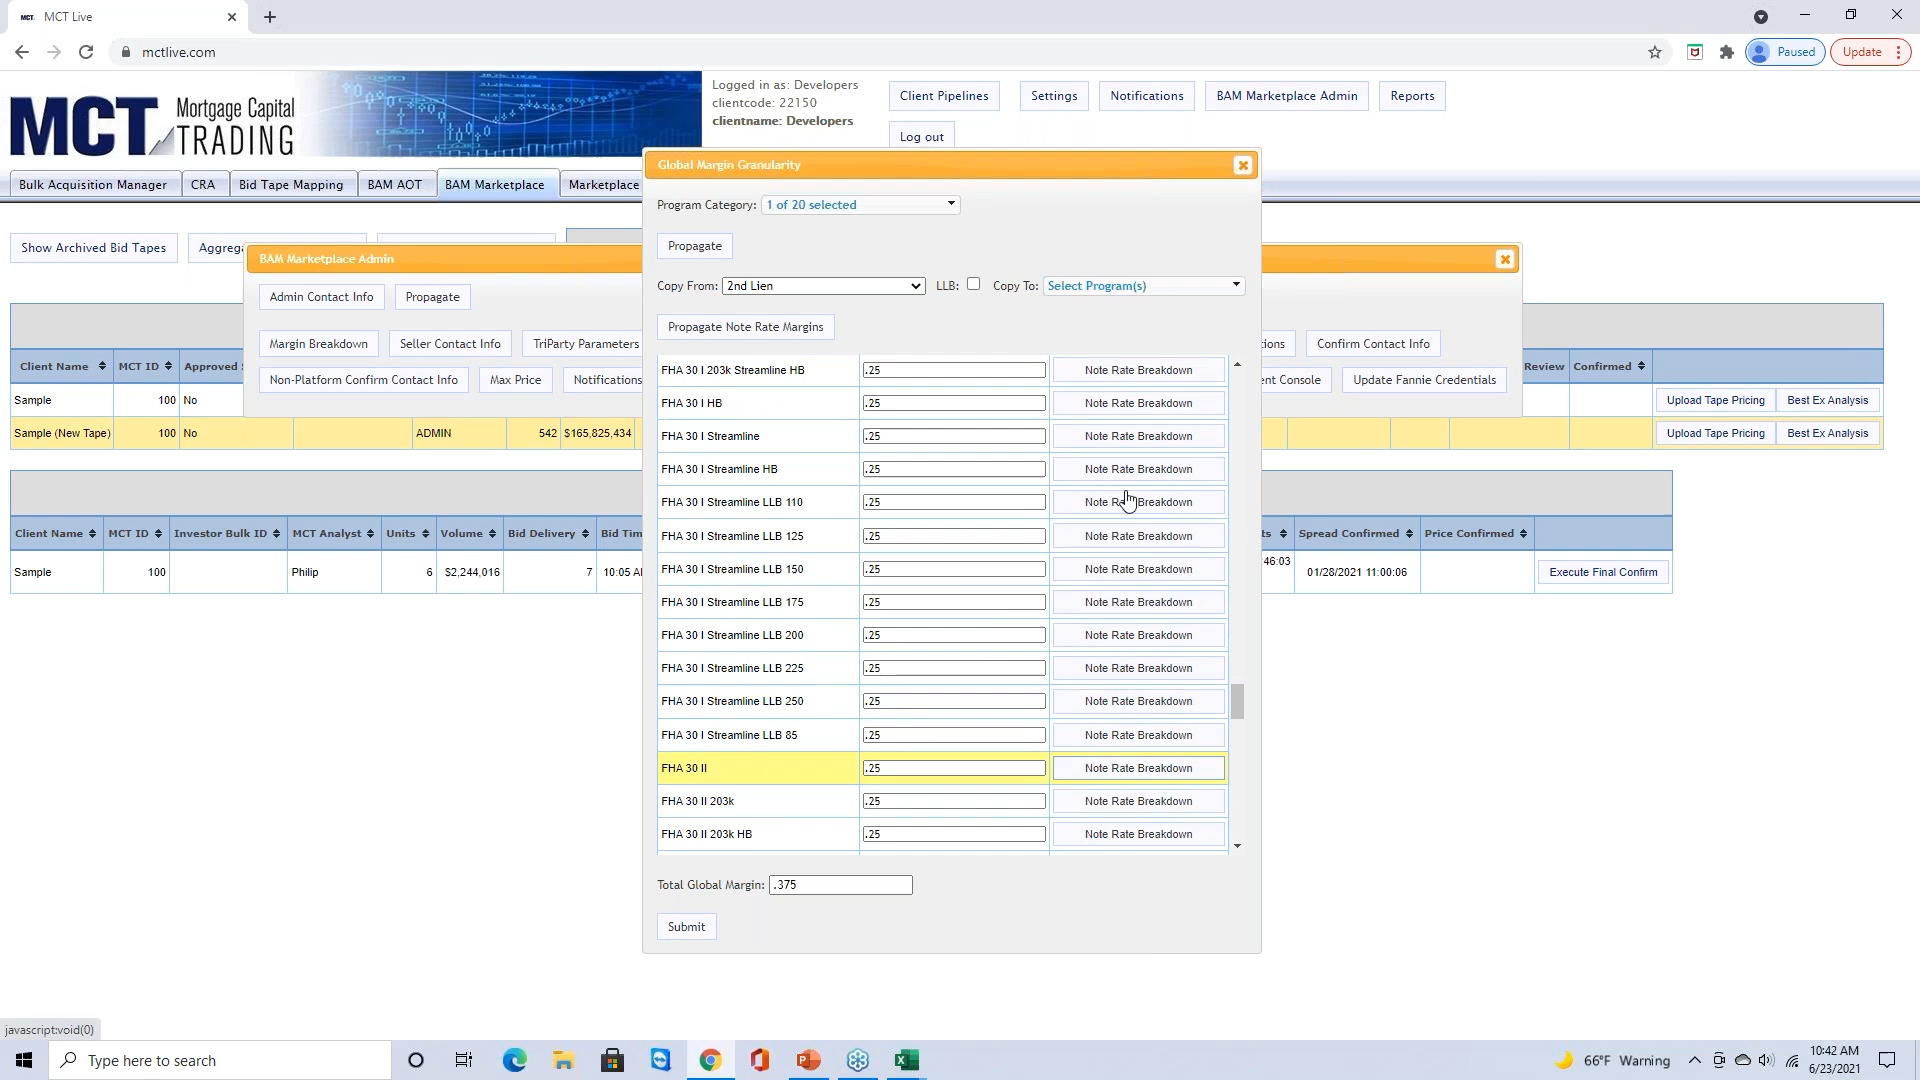 MCT Live
mctlive.com
Paused
Update
MCT Mortgage Capital TRADING
Logged in as: Developers
clientcode: 22150
clientname: Developers
Client Pipelines
Settings
Notifications
BAM Marketplace Admin
Reports
Log out
Bulk Acquisition Manager
CRA
Bid Tape Mapping
BAM AOT
BAM Marketplace
Marketplace
Show Archived Bid Tapes
Aggrega
BAM Marketplace Admin
Admin Contact Info
Propagate
Margin Breakdown
Seller Contact Info
TriParty Parameters
tions
Confirm Contact Info
Non-Platform Confirm Contact Info
Max Price
Notifications
ent Console
Update Fannie Credentials
Client Name
MCT ID
Approved
Review
Confirmed
Sample 100 No
Upload Tape Pricing
Best Ex Analysis
Sample (New Tape) 100 No ADMIN 542 $165,825,434
Upload Tape Pricing
Best Ex Analysis
Client Name
MCT ID
Investor Bulk ID
MCT Analyst
Units
Volume
Bid Delivery
Bid Tim
ts
Spread Confirmed
Price Confirmed
Sample 100 Philip 6 $2,244,016 7 10:05 A
46:03
01/28/2021 11:00:06
Execute Final Confirm
Global Margin Granularity
Program Category: 1 of 20 selected
Propagate
Copy From: 2nd Lien LLB: Copy To: Select Program(s)
Propagate Note Rate Margins
FHA 30 I 203k Streamline HB .25 Note Rate Breakdown
FHA 30 I HB .25 Note Rate Breakdown
FHA 30 I Streamline .25 Note Rate Breakdown
FHA 30 I Streamline HB .25 Note Rate Breakdown
FHA 30 I Streamline LLB 110 .25 Note Ra Breakdown
FHA 30 I Streamline LLB 125 .25 Note Rate Breakdown
FHA 30 I Streamline LLB 150 .25 Note Rate Breakdown
FHA 30 I Streamline LLB 175 .25 Note Rate Breakdown
FHA 30 I Streamline LLB 200 .25 Note Rate Breakdown
FHA 30 I Streamline LLB 225 .25 Note Rate Breakdown
FHA 30 I Streamline LLB 250 .25 Note Rate Breakdown
FHA 30 I Streamline LLB 85 .25 Note Rate Breakdown
FHA 30 II .25 Note Rate Breakdown
FHA 30 II 203k .25 Note Rate Breakdown
FHA 30 II 203k HB .25 Note Rate Breakdown
Total Global Margin: .375
Submit
javascript:void(0)
Type here to search
66°F Warning
10:42 AM
6/23/2021